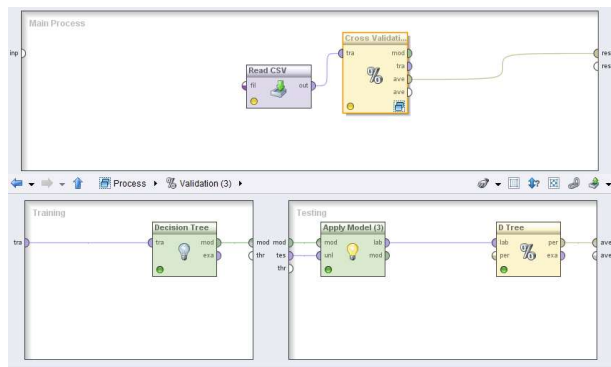 Main Process
inp
Read CSV
fil out
Cross Validati...
tra mod
tra
ave
ave
res
res
Process Validation (3)
Training
tra
Decision Tree
tra mod
exa
mod
thr
Testing
mod
tes
thr
Apply Model (3)
mod lab
unl mod
D Tree
lab per
per exa
ave
ave